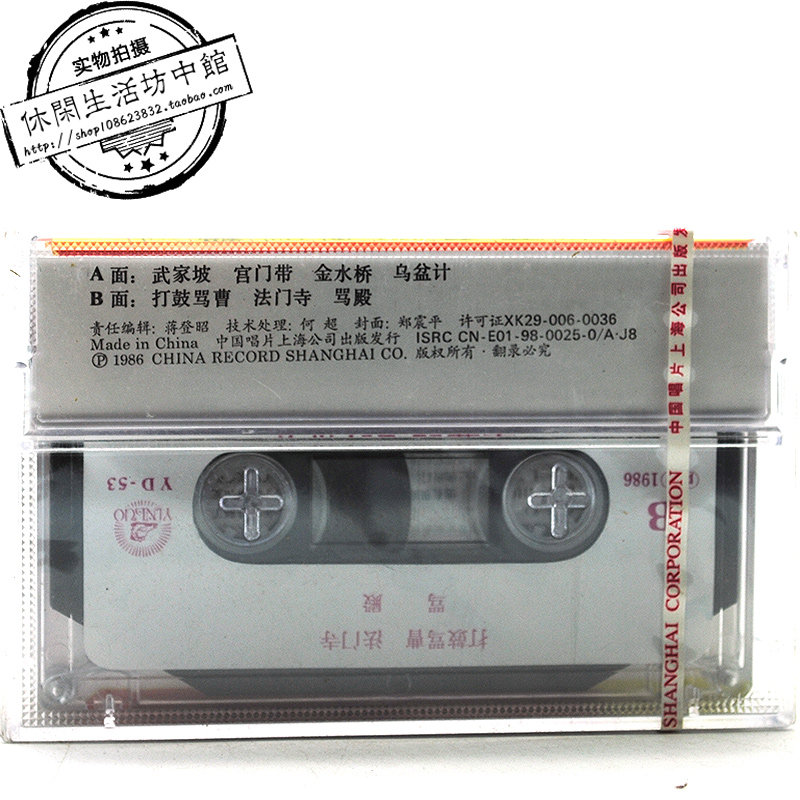 实物拍摄
休閑生活坊中館
http://shop108623832.taobao.com
A 面：武家坡 宫门带 金水桥 乌盆计
B 面：打鼓骂曹 法门寺 骂殿
责任编辑：蒋登昭 技术处理：何 超 封面：郑震平 许可证XK29-006-0036
Made in China 中国唱片上海公司出版发行 ISRC CN-E01-98-0025-0/A·J8
Ⓟ 1986 CHINA RECORD SHANGHAI CO. 版权所有·翻录必究
中国唱片上海公司出版
SHANGHAI CORPORATION
YD-53
1986
B
打鼓骂曹 法门寺
骂殿